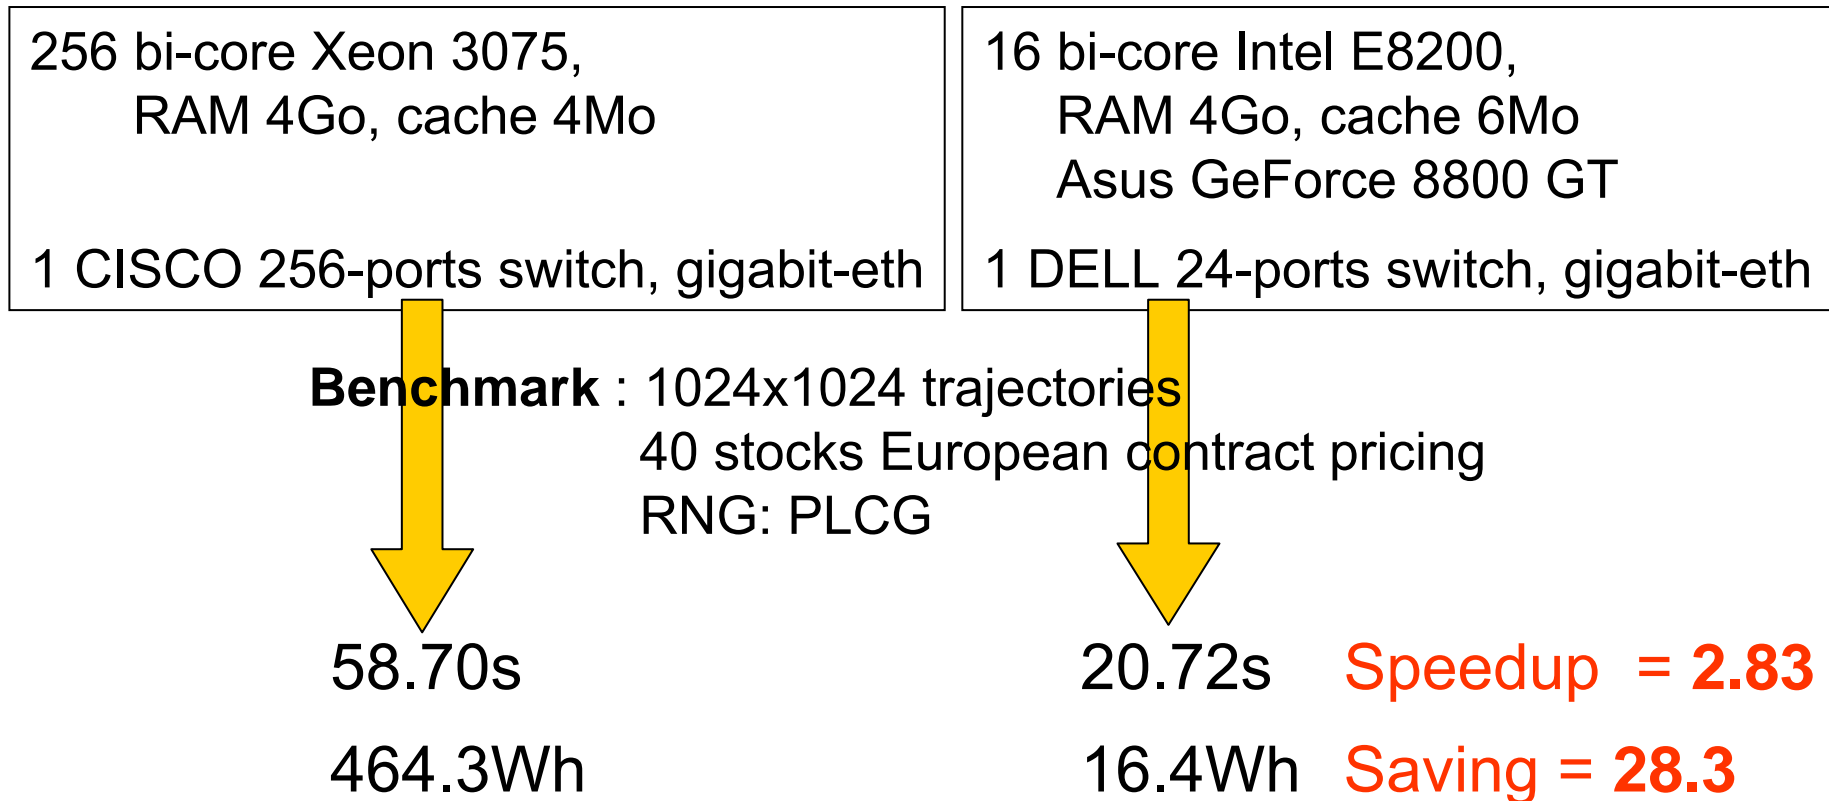 256 bi-core Xeon 3075,
RAM 4Go, cache 4Mo
1 CISCO 256-ports switch, gigabit-eth
16 bi-core Intel E8200,
RAM 4Go, cache 6Mo
Asus GeForce 8800 GT
1 DELL 24-ports switch, gigabit-eth
Benchmark : 1024x1024 trajectories
40 stocks European contract pricing
RNG: PLCG
58.70s 20.72s Speedup = 2.83
464.3Wh 16.4Wh Saving = 28.3